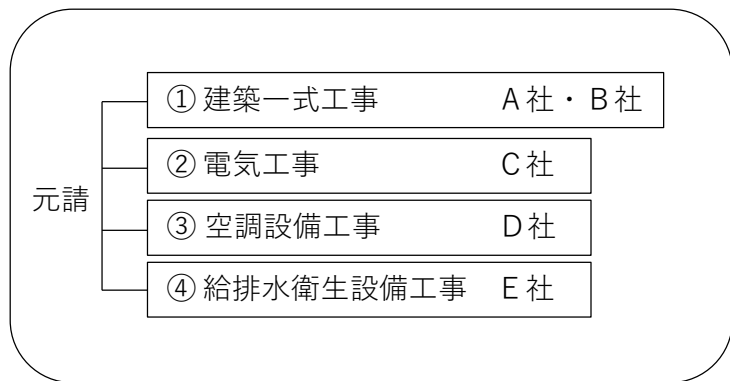 ① 建築一式工事 A社・B社
② 電気工事 C社
元請
③ 空調設備工事 D社
④ 給排水衛生設備工事 E社